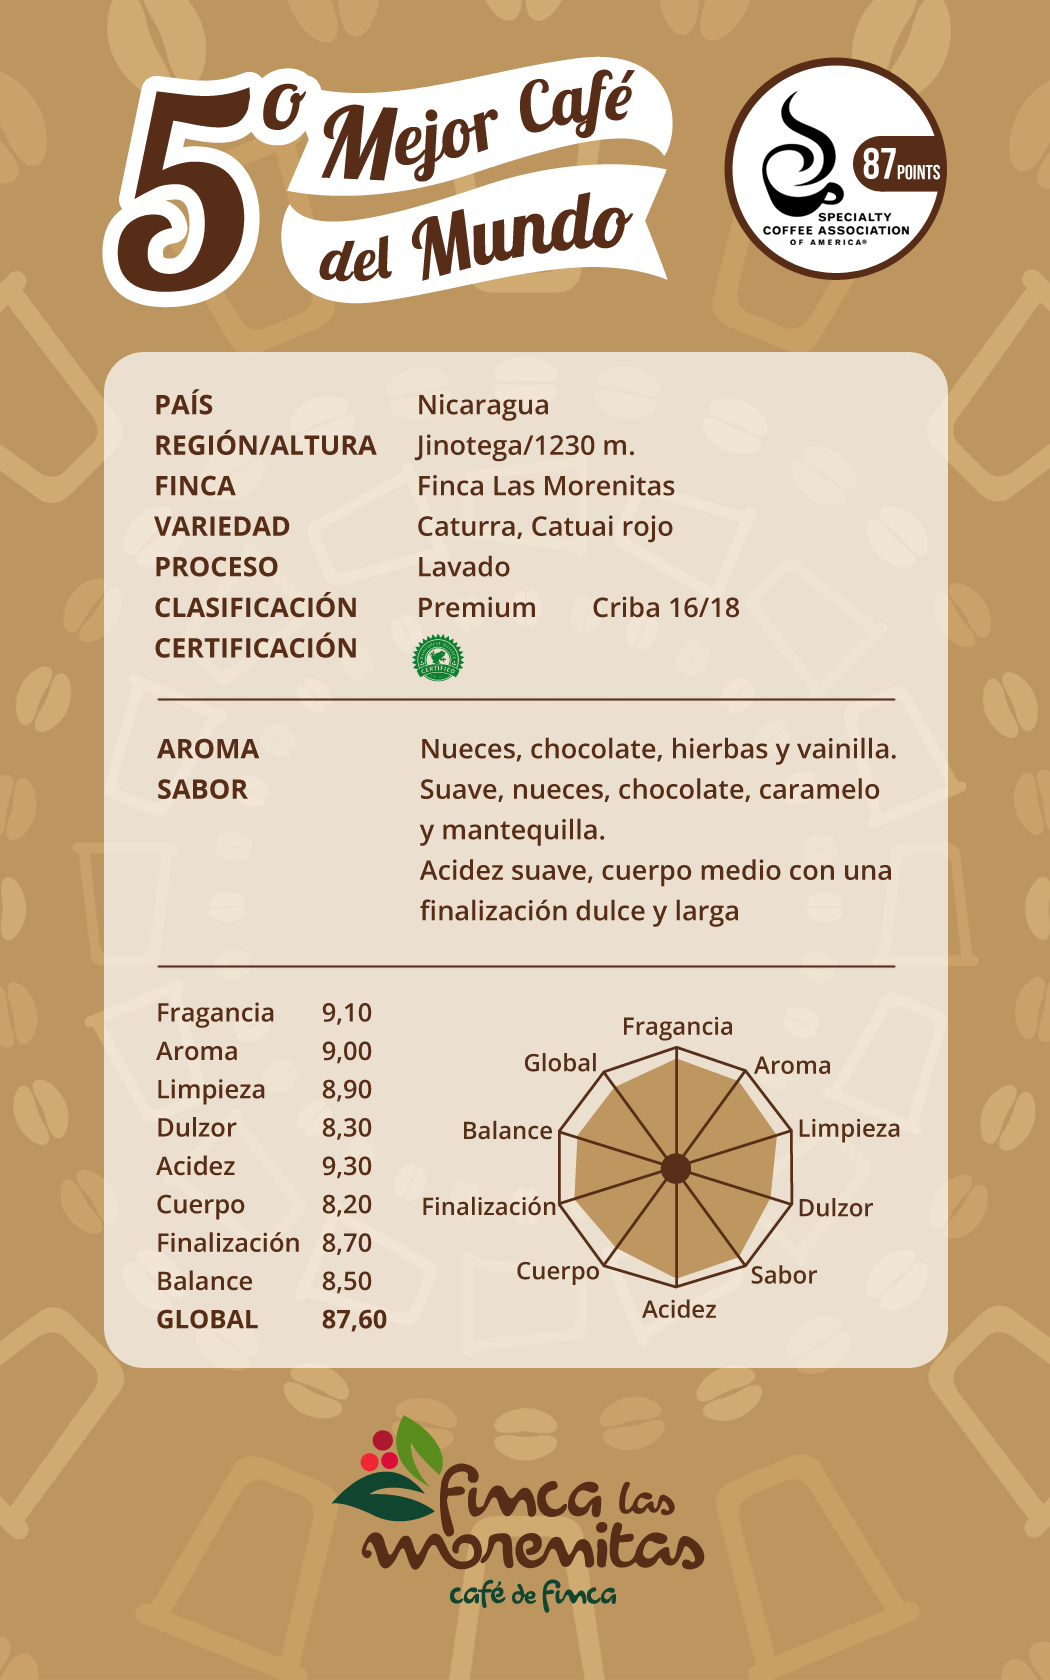 5º Mejor Café
del Mundo
87 POINTS
SPECIALTY
COFFEE ASSOCIATION
OF AMERICA®
PAÍS Nicaragua
REGIÓN/ALTURA Jinotega/1230 m.
FINCA Finca Las Morenitas
VARIEDAD Caturra, Catuai rojo
PROCESO Lavado
CLASIFICACIÓN Premium Criba 16/18
CERTIFICACIÓN
CERTIFIED
AROMA Nueces, chocolate, hierbas y vainilla.
SABOR Suave, nueces, chocolate, caramelo
y mantequilla.
Acidez suave, cuerpo medio con una
finalización dulce y larga
Fragancia 9,10
Aroma 9,00
Limpieza 8,90
Dulzor 8,30
Acidez 9,30
Cuerpo 8,20
Finalización 8,70
Balance 8,50
GLOBAL 87,60
Fragancia
Aroma
Limpieza
Dulzor
Sabor
Acidez
Cuerpo
Finalización
Balance
Global
finca las
morenitas
café de finca